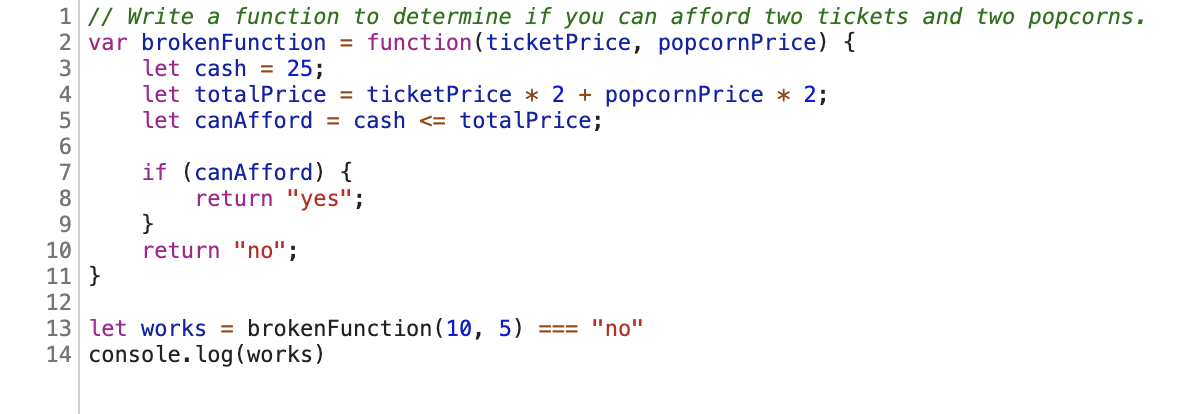 1 // Write a function to determine if you can afford two tickets and two popcorns.
2 var brokenFunction = function(ticketPrice, popcornPrice) {
3     let cash = 25;
4     let totalPrice = ticketPrice * 2 + popcornPrice * 2;
5     let canAfford = cash <= totalPrice;
6
7     if (canAfford) {
8         return "yes";
9     }
10     return "no";
11 }
12
13 let works = brokenFunction(10, 5) === "no"
14 console.log(works)